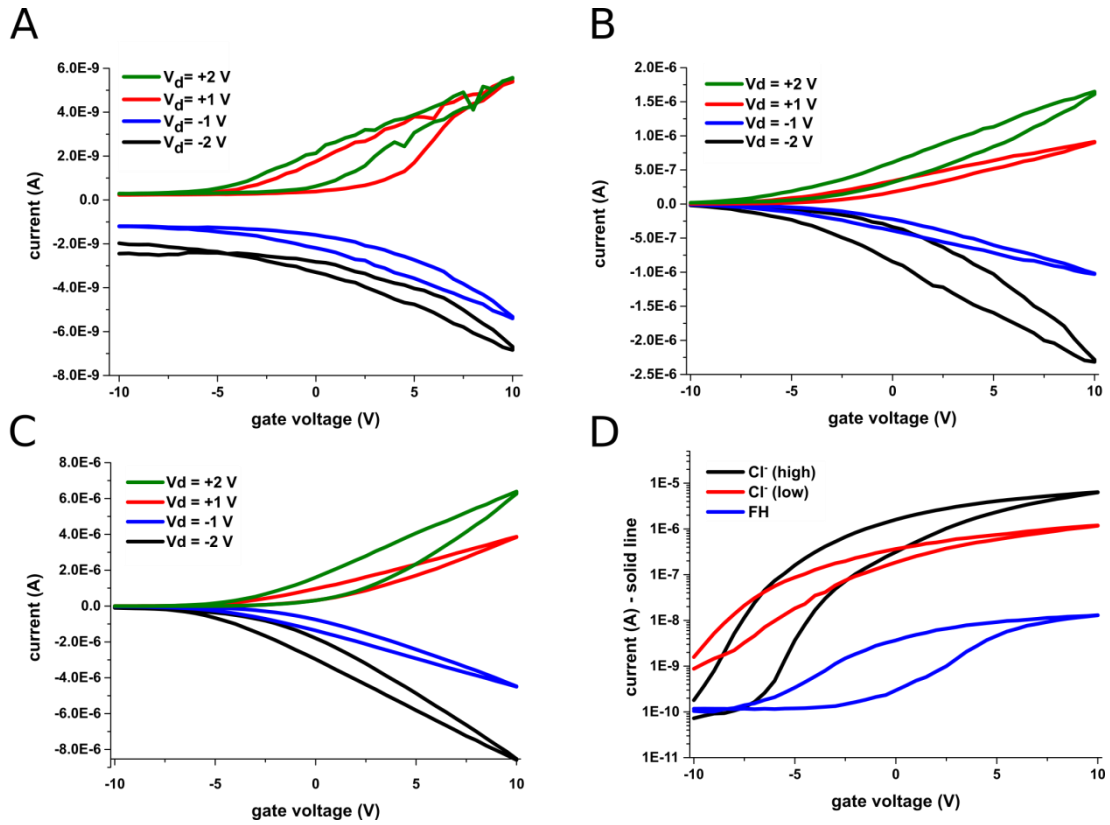 A
V_d= +2 V
V_d= +1 V
V_d= -1 V
V_d= -2 V
6.0E-9
4.0E-9
2.0E-9
0.0
-2.0E-9
-4.0E-9
-6.0E-9
-8.0E-9
current (A)
-10
-5
0
5
10
gate voltage (V)
B
Vd = +2 V
Vd = +1 V
Vd = -1 V
Vd = -2 V
2.0E-6
1.5E-6
1.0E-6
5.0E-7
0.0
-5.0E-7
-1.0E-6
-1.5E-6
-2.0E-6
-2.5E-6
current (A)
-10
-5
0
5
10
gate voltage (V)
C
Vd = +2 V
Vd = +1 V
Vd = -1 V
Vd = -2 V
8.0E-6
6.0E-6
4.0E-6
2.0E-6
0.0
-2.0E-6
-4.0E-6
-6.0E-6
-8.0E-6
current (A)
-10
-5
0
5
10
gate voltage (V)
D
Cl⁻ (high)
Cl⁻ (low)
FH
1E-5
1E-6
1E-7
1E-8
1E-9
1E-10
1E-11
current (A) - solid line
-10
-5
0
5
10
gate voltage (V)